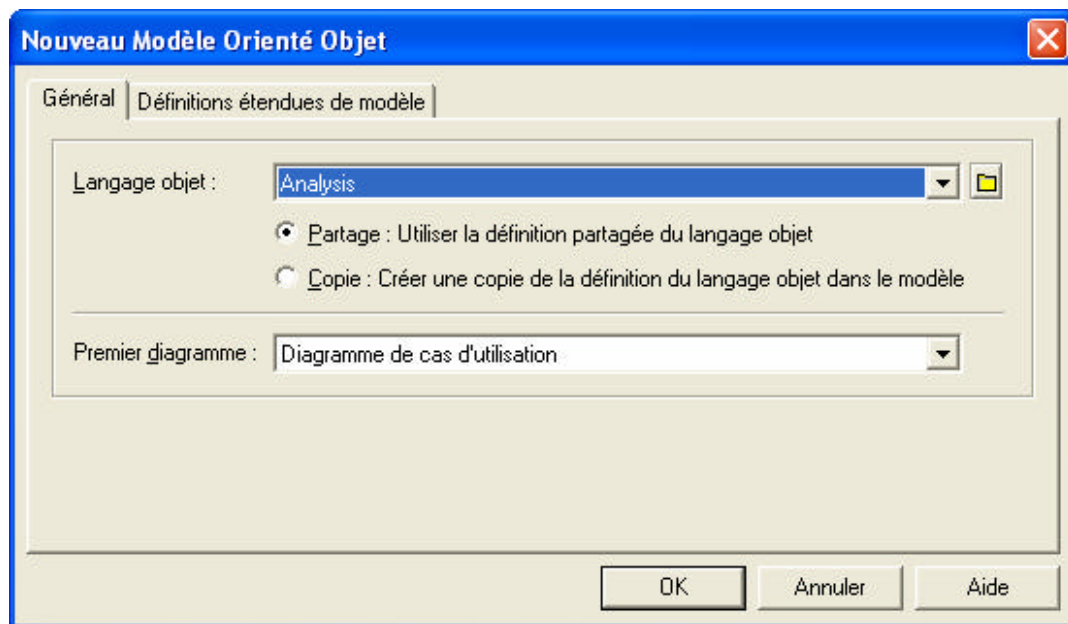 Nouveau Modèle Orienté Objet
Général
Définitions étendues de modèle
Langage objet :
Analysis
Partage : Utiliser la définition partagée du langage objet
Copie : Créer une copie de la définition du langage objet dans le modèle
Premier diagramme :
Diagramme de cas d'utilisation
OK
Annuler
Aide